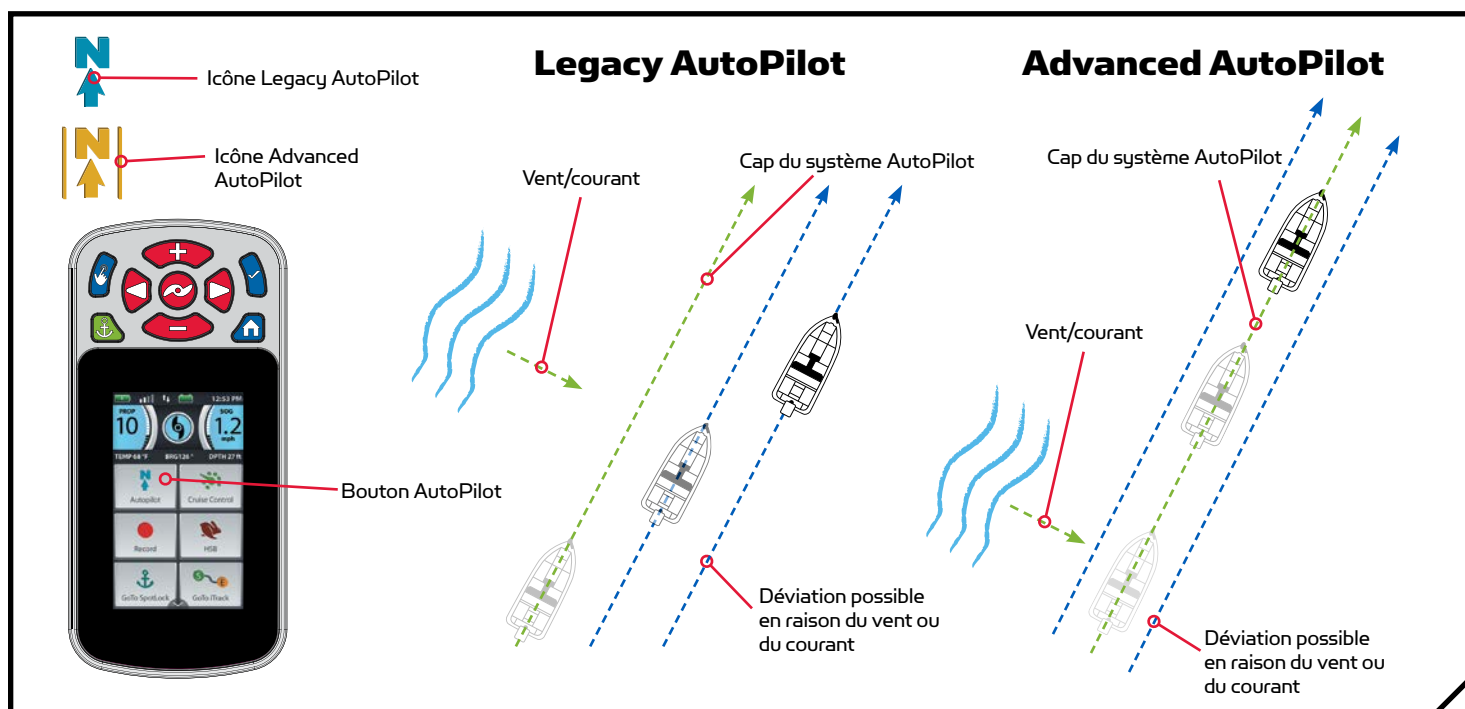 N
Icône Legacy AutoPilot
N
Icône Advanced
AutoPilot
12:53 PM
PROP
10
SOG
1.2
mph
TEMP 68 °F
BRG126 °
DPTH 27 ft
N
Autopilot
Cruise Control
Record
HSB
GoTo SpotLock
GoTo iTrack
Bouton AutoPilot
Legacy AutoPilot
Vent/courant
Cap du système AutoPilot
Déviation possible
en raison du vent ou
du courant
Advanced AutoPilot
Cap du système AutoPilot
Vent/courant
Déviation possible
en raison du vent ou
du courant